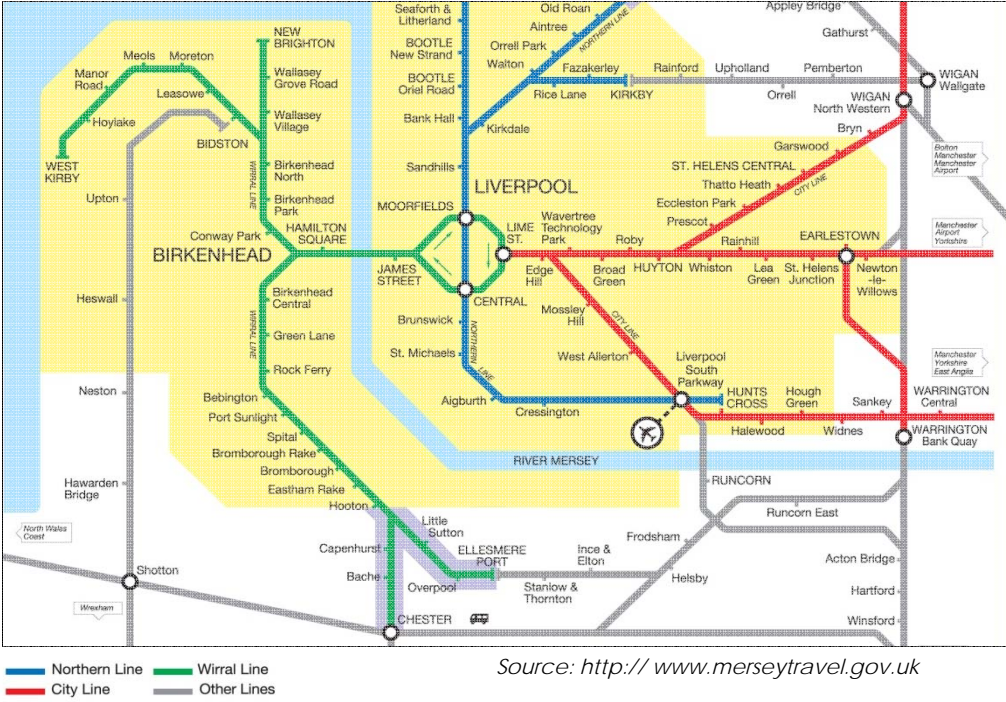 Seaforth &
Litherland
Old Roan
Aintree
NORTHERN LINE
Appley Bridge
Gathurst
NEW
BRIGHTON
BOOTLE
New Strand
Orrell Park
Walton
Meols
Moreton
Manor
Road
Leasowe
Wallasey
Grove Road
Fazakerley
Rainford
Upholland
Pemberton
WIGAN
Wallgate
BOOTLE
Oriel Road
Rice Lane
KIRKBY
Orrell
WIGAN
North Western
Hoylake
Wallasey
Village
Bank Hall
Kirkdale
Bryn
BIDSTON
Garswood
Bolton
Manchester
Manchester
Airport
WEST
KIRBY
Birkenhead
North
Sandhills
ST. HELENS CENTRAL
Thatto Heath
CITY LINE
WIRRAL LINE
LIVERPOOL
Upton
Birkenhead
Park
MOORFIELDS
Eccleston Park
Prescot
Conway Park
HAMILTON
SQUARE
LIME
ST.
Wavertree
Technology
Park
Roby
Rainhill
EARLESTOWN
Manchester
Airport
Yorkshire
BIRKENHEAD
JAMES
STREET
Edge
Hill
Broad
Green
HUYTON
Whiston
Lea
Green
St. Helens
Junction
Newton
-le-
Willows
Heswall
Birkenhead
Central
CENTRAL
Mossley
Hill
CITY LINE
Brunswick
NORTHERN
LINE
WIRRAL LINE
Green Lane
St. Michaels
West Allerton
Liverpool
South
Parkway
Manchester
Yorkshire
East Anglia
Rock Ferry
Neston
Bebington
Aigburth
Cressington
HUNTS
CROSS
Hough
Green
Sankey
WARRINGTON
Central
Port Sunlight
Halewood
Widnes
WARRINGTON
Bank Quay
Spital
Bromborough Rake
RIVER MERSEY
Bromborough
Hawarden
Bridge
Eastham Rake
RUNCORN
Hooton
Runcorn East
North Wales
Coast
Little
Sutton
Capenhurst
ELLESMERE
PORT
Ince &
Elton
Frodsham
Acton Bridge
Shotton
Bache
Overpool
Stanlow &
Thornton
Helsby
Hartford
Wrexham
CHESTER
Winsford
Northern Line
Wirral Line
City Line
Other Lines
Source: http:// www.merseytravel.gov.uk